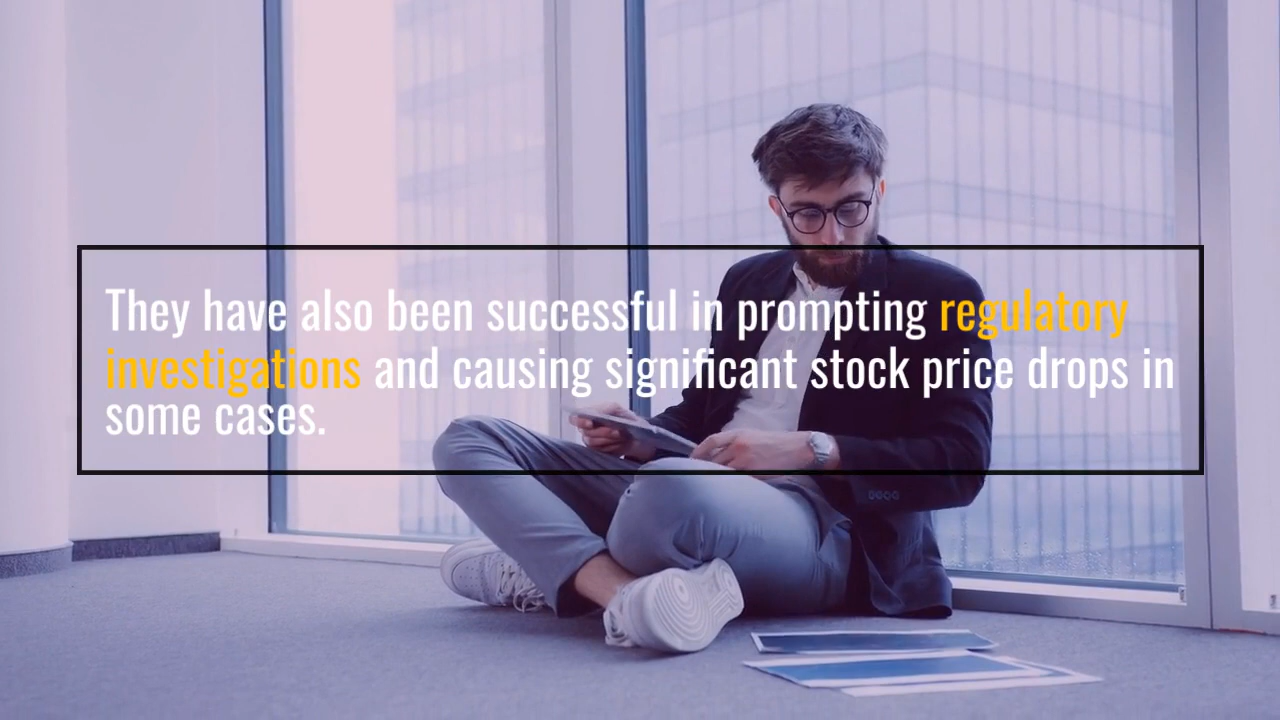 They have also been successful in prompting regulatory
investigations and causing significant stock price drops in
some cases.